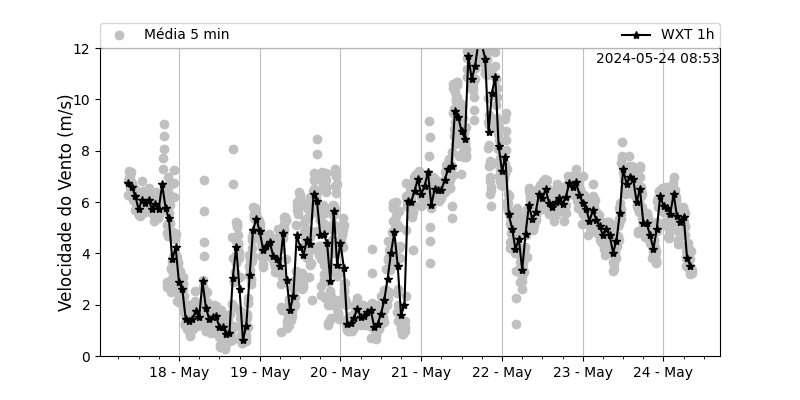 Média 5 min
WXT 1h
2024-05-24 08:53
Velocidade do Vento (m/s)
12
10
8
6
4
2
0
18 - May
19 - May
20 - May
21 - May
22 - May
23 - May
24 - May